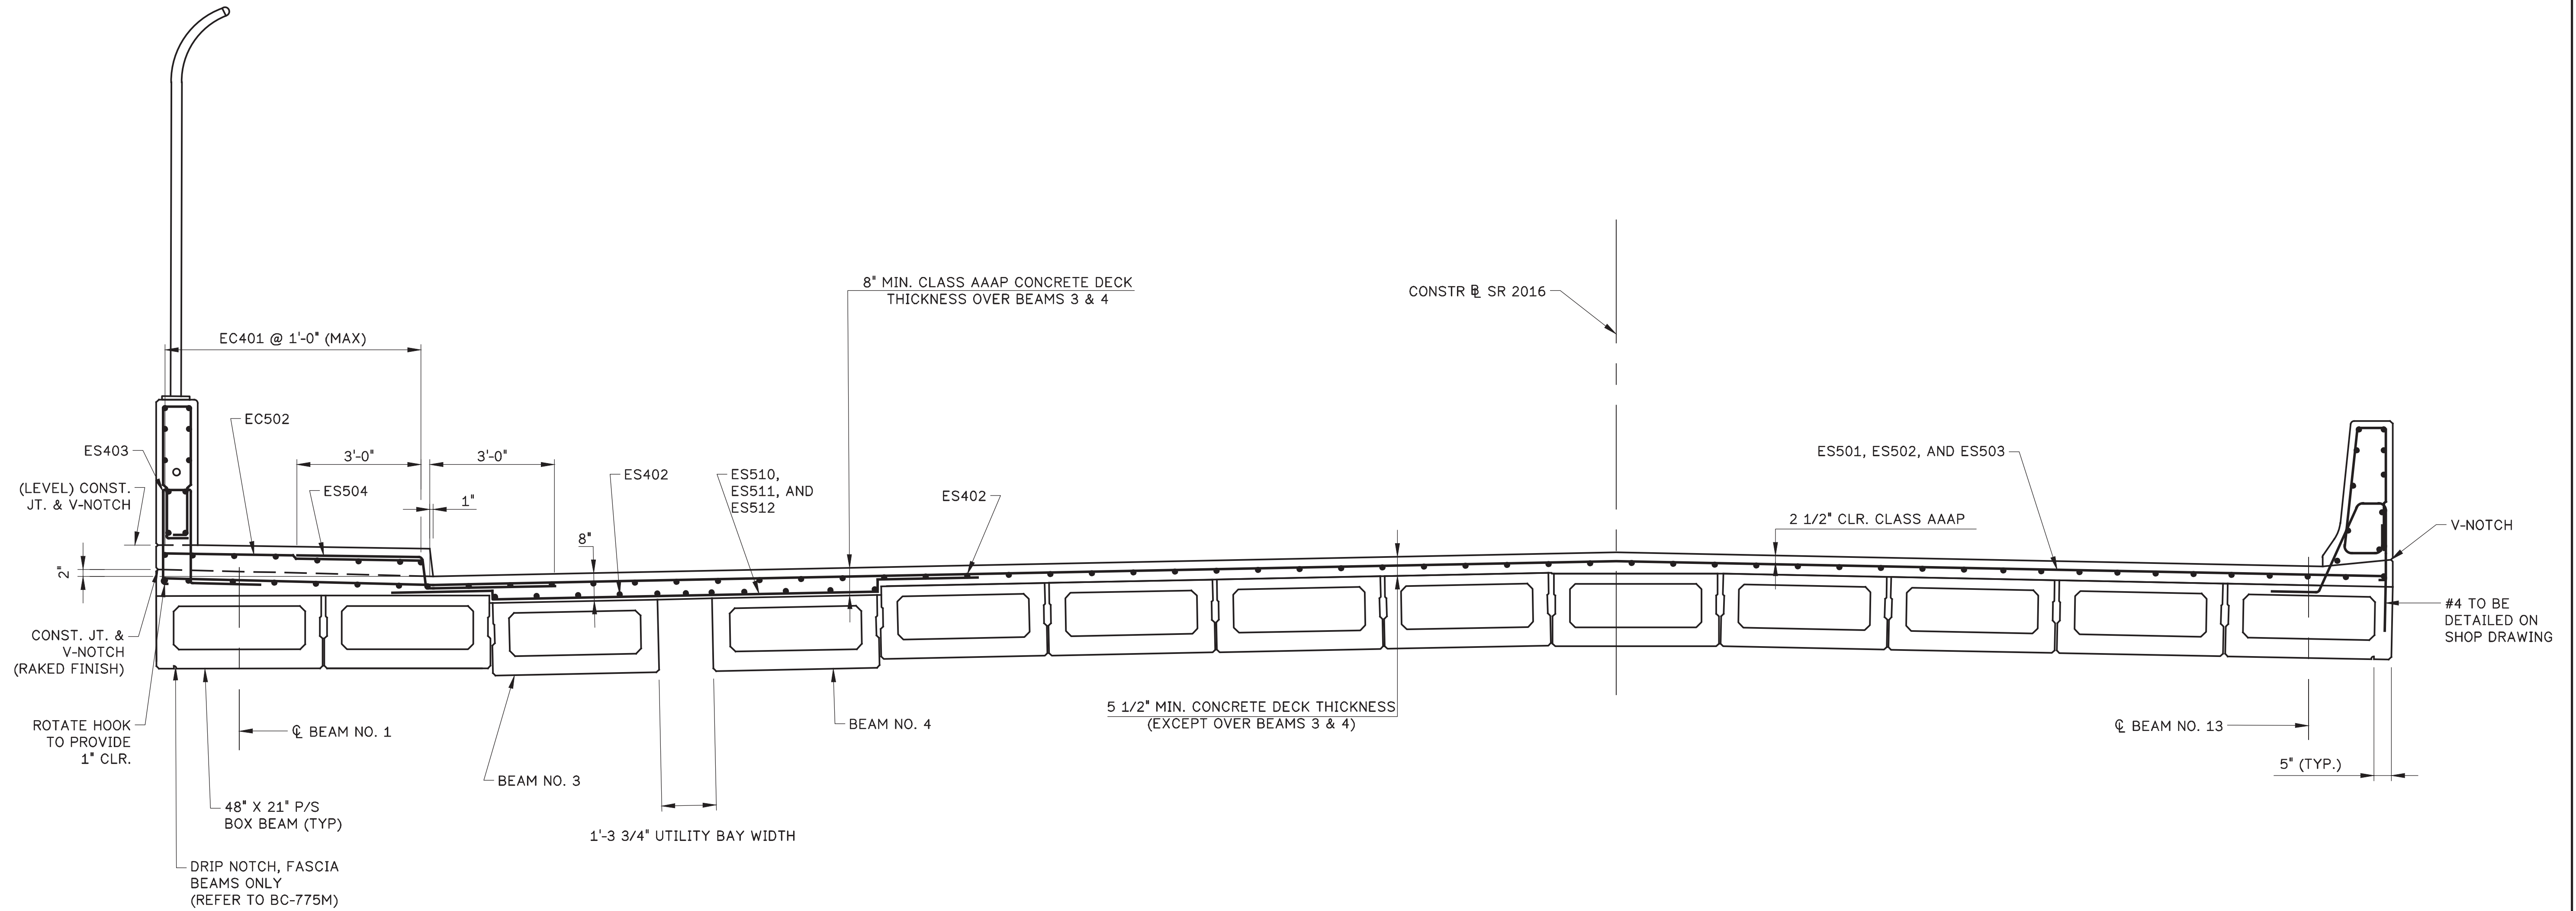 8" MIN. CLASS AAAP CONCRETE DECK
THICKNESS OVER BEAMS 3 & 4
CONSTR ℄ SR 2016
EC401 @ 1'-0" (MAX)
EC502
ES403
3'-0"
3'-0"
(LEVEL) CONST.
JT. & V-NOTCH
ES504
1"
ES402
ES510,
ES511, AND
ES512
ES402
ES501, ES502, AND ES503
2 1/2" CLR. CLASS AAAP
V-NOTCH
8"
2"
CONST. JT. &
V-NOTCH
(RAKED FINISH)
#4 TO BE
DETAILED ON
SHOP DRAWING
ROTATE HOOK
TO PROVIDE
1" CLR.
℄ BEAM NO. 1
BEAM NO. 4
5 1/2" MIN. CONCRETE DECK THICKNESS
(EXCEPT OVER BEAMS 3 & 4)
℄ BEAM NO. 13
BEAM NO. 3
5" (TYP.)
48" X 21" P/S
BOX BEAM (TYP)
1'-3 3/4" UTILITY BAY WIDTH
DRIP NOTCH, FASCIA
BEAMS ONLY
(REFER TO BC-775M)